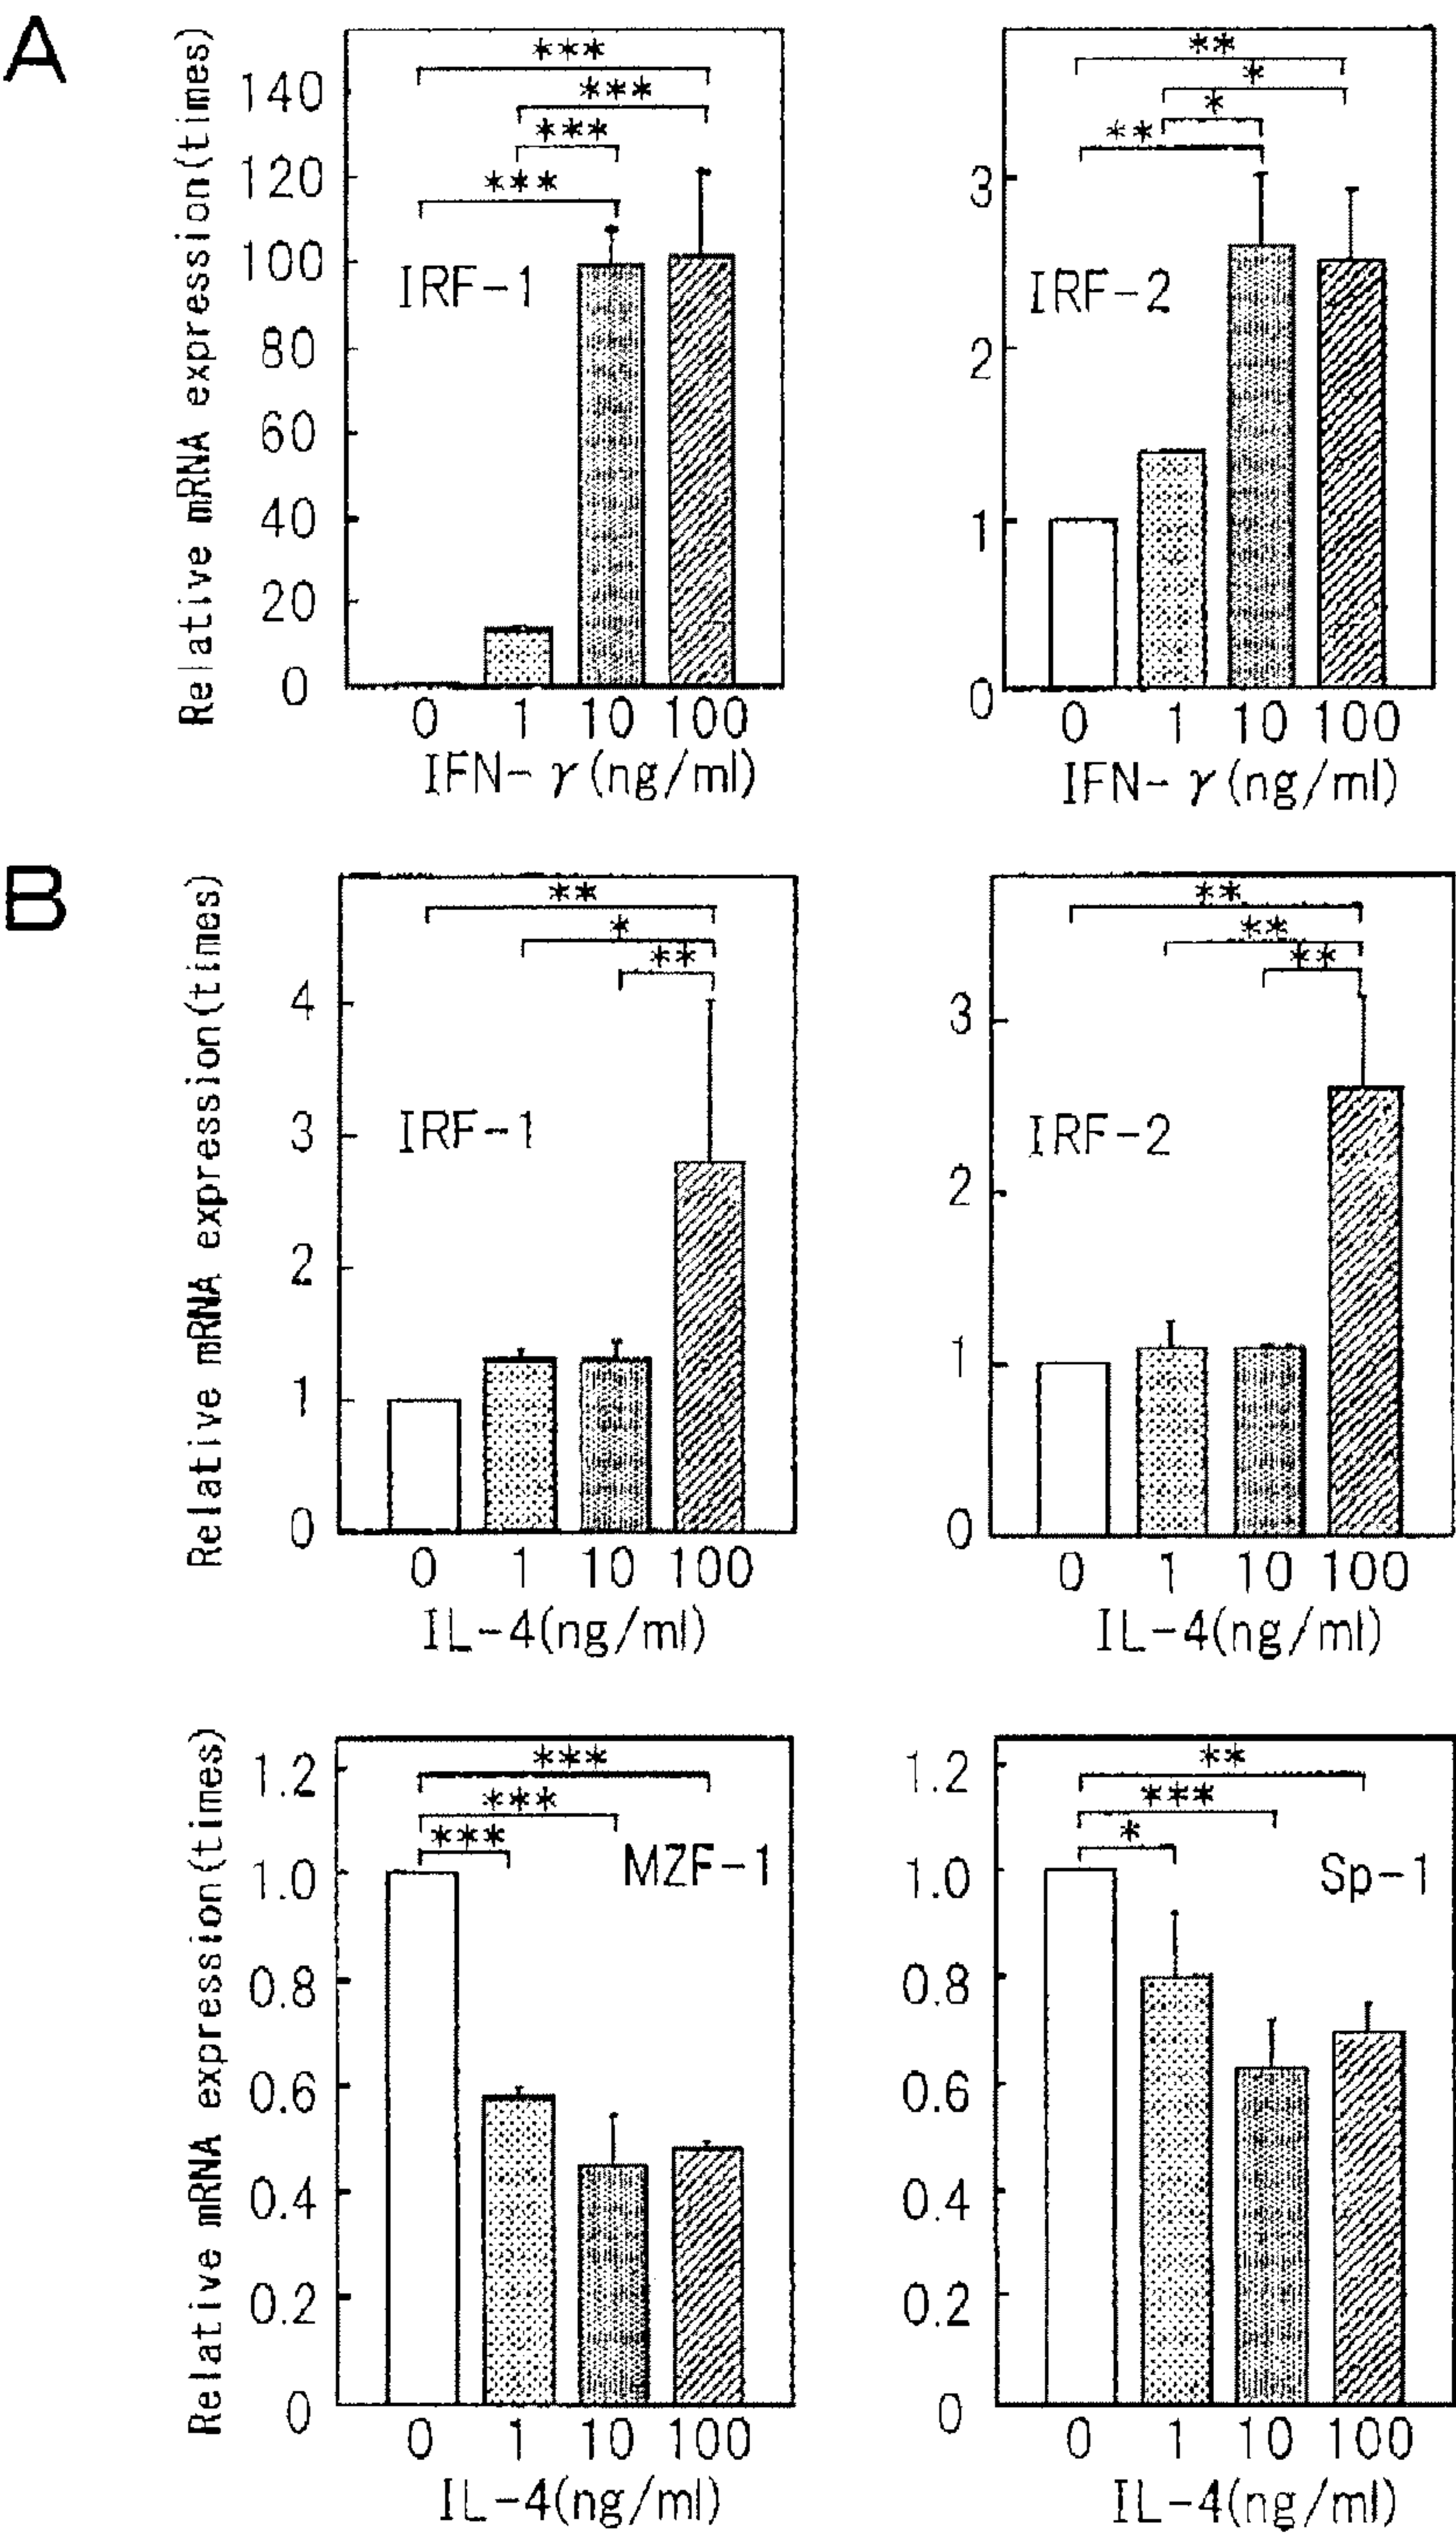 A
Relative mRNA expression(times)
140
120
100
80
60
40
20
0
***
***
***
***
IRF-1
0 1 10 100
IFN-γ(ng/ml)
3
2
1
0
**
*
*
**
IRF-2
0 1 10 100
IFN-γ(ng/ml)
B
Relative mRNA expression(times)
4
3
2
1
0
**
*
**
IRF-1
0 1 10 100
IL-4(ng/ml)
3
2
1
0
**
**
**
IRF-2
0 1 10 100
IL-4(ng/ml)
Relative mRNA expression(times)
1.2
1.0
0.8
0.6
0.4
0.2
0
***
***
***
MZF-1
0 1 10 100
IL-4(ng/ml)
1.2
1.0
0.8
0.6
0.4
0.2
0
**
***
*
Sp-1
0 1 10 100
IL-4(ng/ml)